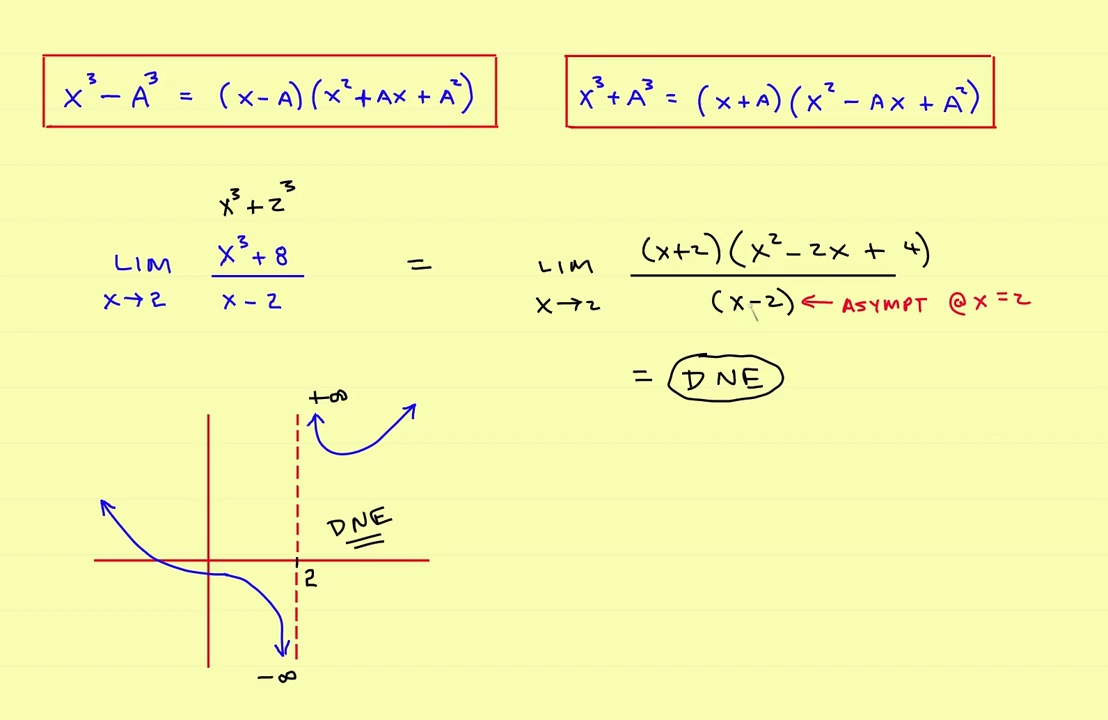 x³ - A³ = (x - A)(x² + Ax + A²)
x³ + A³ = (x + A)(x² - Ax + A²)
x³ + 2³
LIM x→2 (x³ + 8)/(x - 2) = LIM x→2 ((x+2)(x² - 2x + 4))/((x-2)) ← ASYMPT @ x = 2
= DNE
+∞
DNE
2
-∞